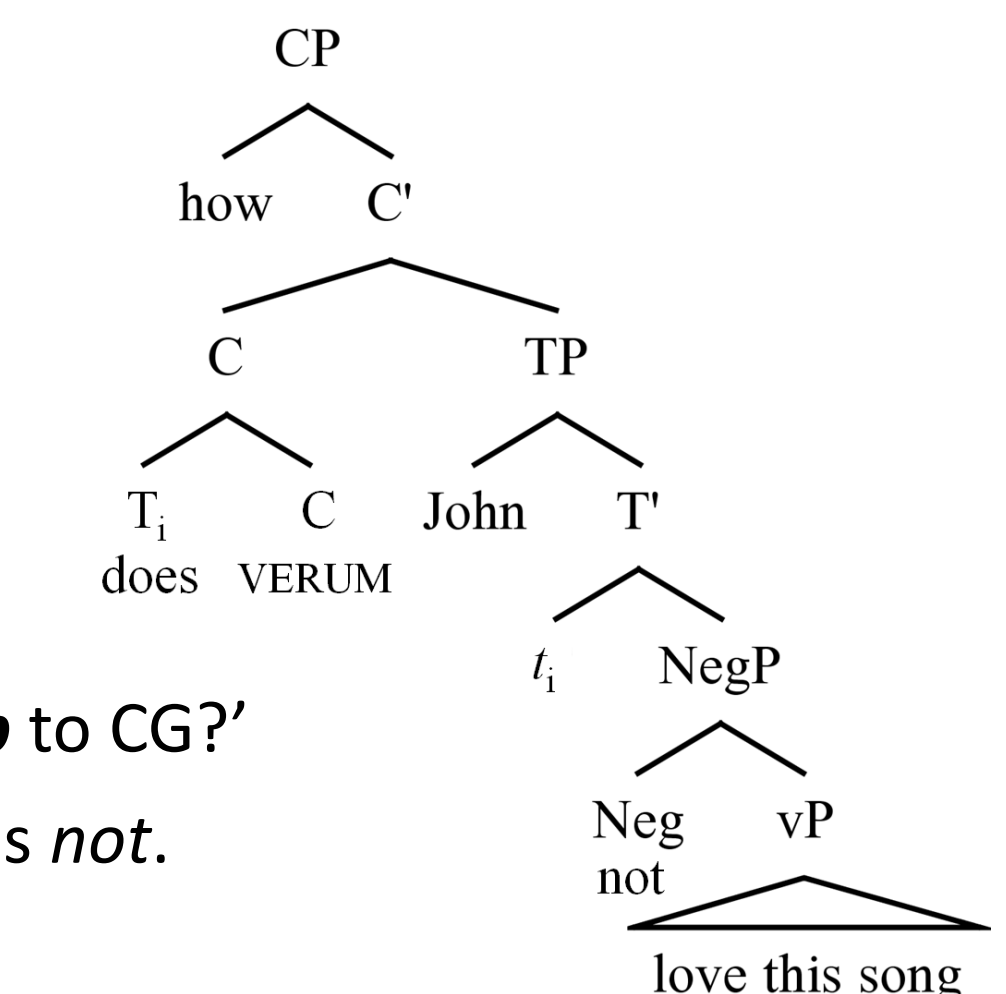 CP
how C'
C TP
Tᵢ C John T'
does VERUM
tᵢ NegP
to CG?’
Neg vP
s not.
not
love this song